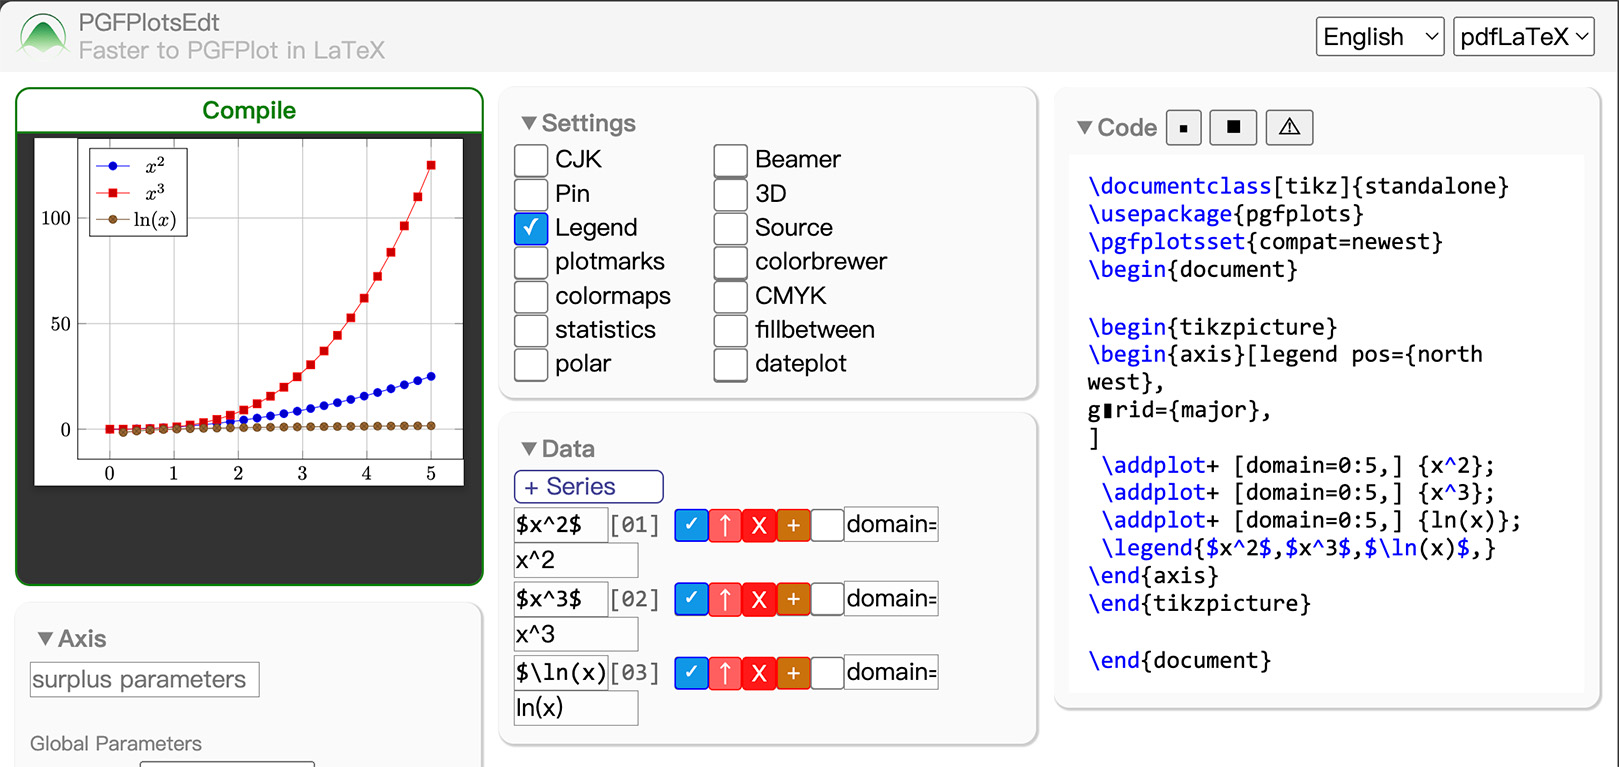 PGFPlotsEdt
Faster to PGFPlot in LaTeX
English
pdfLaTeX
Compile
x²
x³
ln(x)
100
50
0
0 1 2 3 4 5
▼Axis
surplus parameters
Global Parameters
▼Settings
CJK
Beamer
Pin
3D
✓ Legend
Source
plotmarks
colorbrewer
colormaps
CMYK
statistics
fillbetween
polar
dateplot
▼Data
+ Series
$x^2$ [01] ✓ ↑ X + domain=
x^2
$x^3$ [02] ✓ ↑ X + domain=
x^3
$\ln(x) [03] ✓ ↑ X + domain=
ln(x)
▼Code ▪ ■ ⚠
\documentclass[tikz]{standalone}
\usepackage{pgfplots}
\pgfplotsset{compat=newest}
\begin{document}
\begin{tikzpicture}
\begin{axis}[legend pos={north
west},
g▮rid={major},
]
\addplot+ [domain=0:5,] {x^2};
\addplot+ [domain=0:5,] {x^3};
\addplot+ [domain=0:5,] {ln(x)};
\legend{$x^2$,$x^3$,$\ln(x)$,}
\end{axis}
\end{tikzpicture}
\end{document}